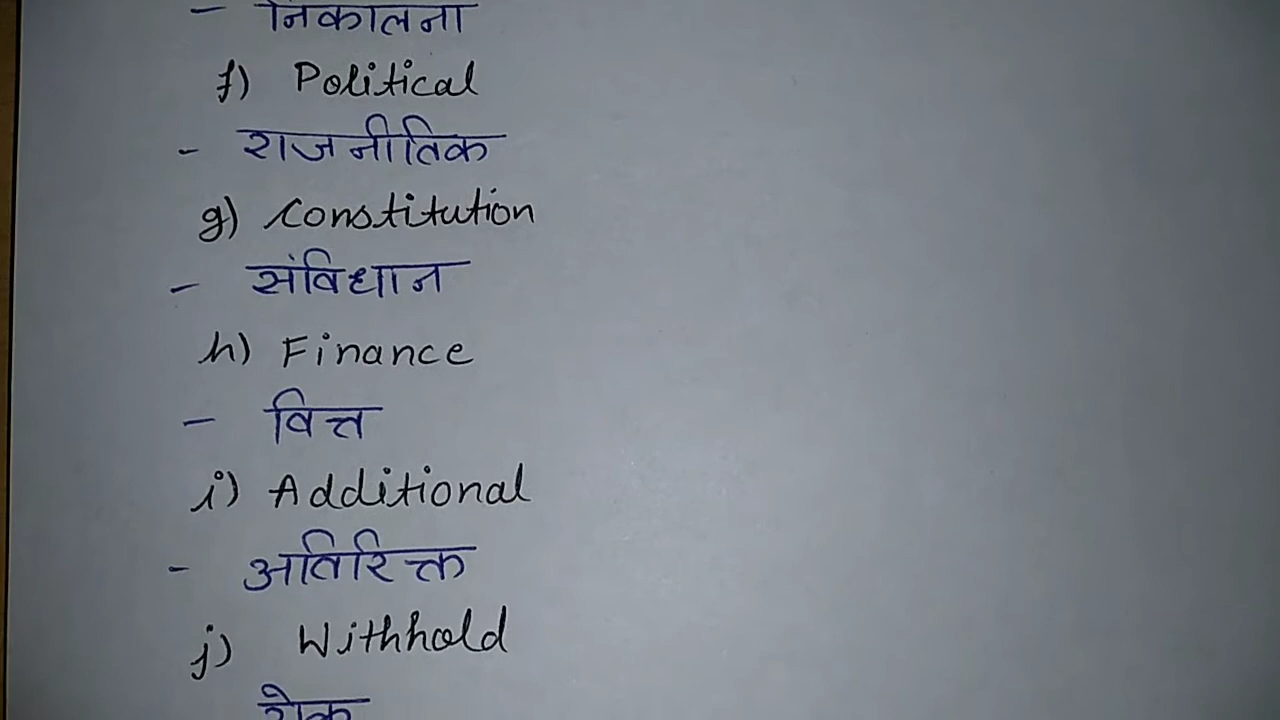 - निकालना
f) Political
- राजनीतिक
g) Constitution
- संविधान
h) Finance
- वित्त
i) Additional
- अतिरिक्त
j) Withhold